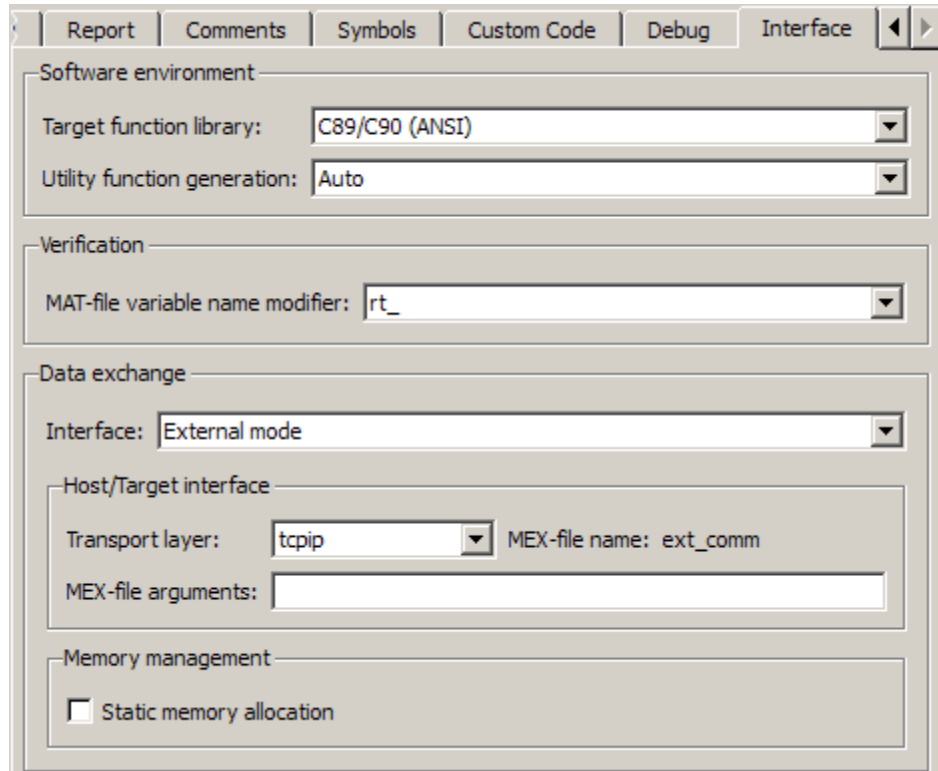 Report Comments Symbols Custom Code Debug Interface
Software environment
Target function library: C89/C90 (ANSI)
Utility function generation: Auto
Verification
MAT-file variable name modifier: rt_
Data exchange
Interface: External mode
Host/Target interface
Transport layer: tcpip MEX-file name: ext_comm
MEX-file arguments:
Memory management
Static memory allocation